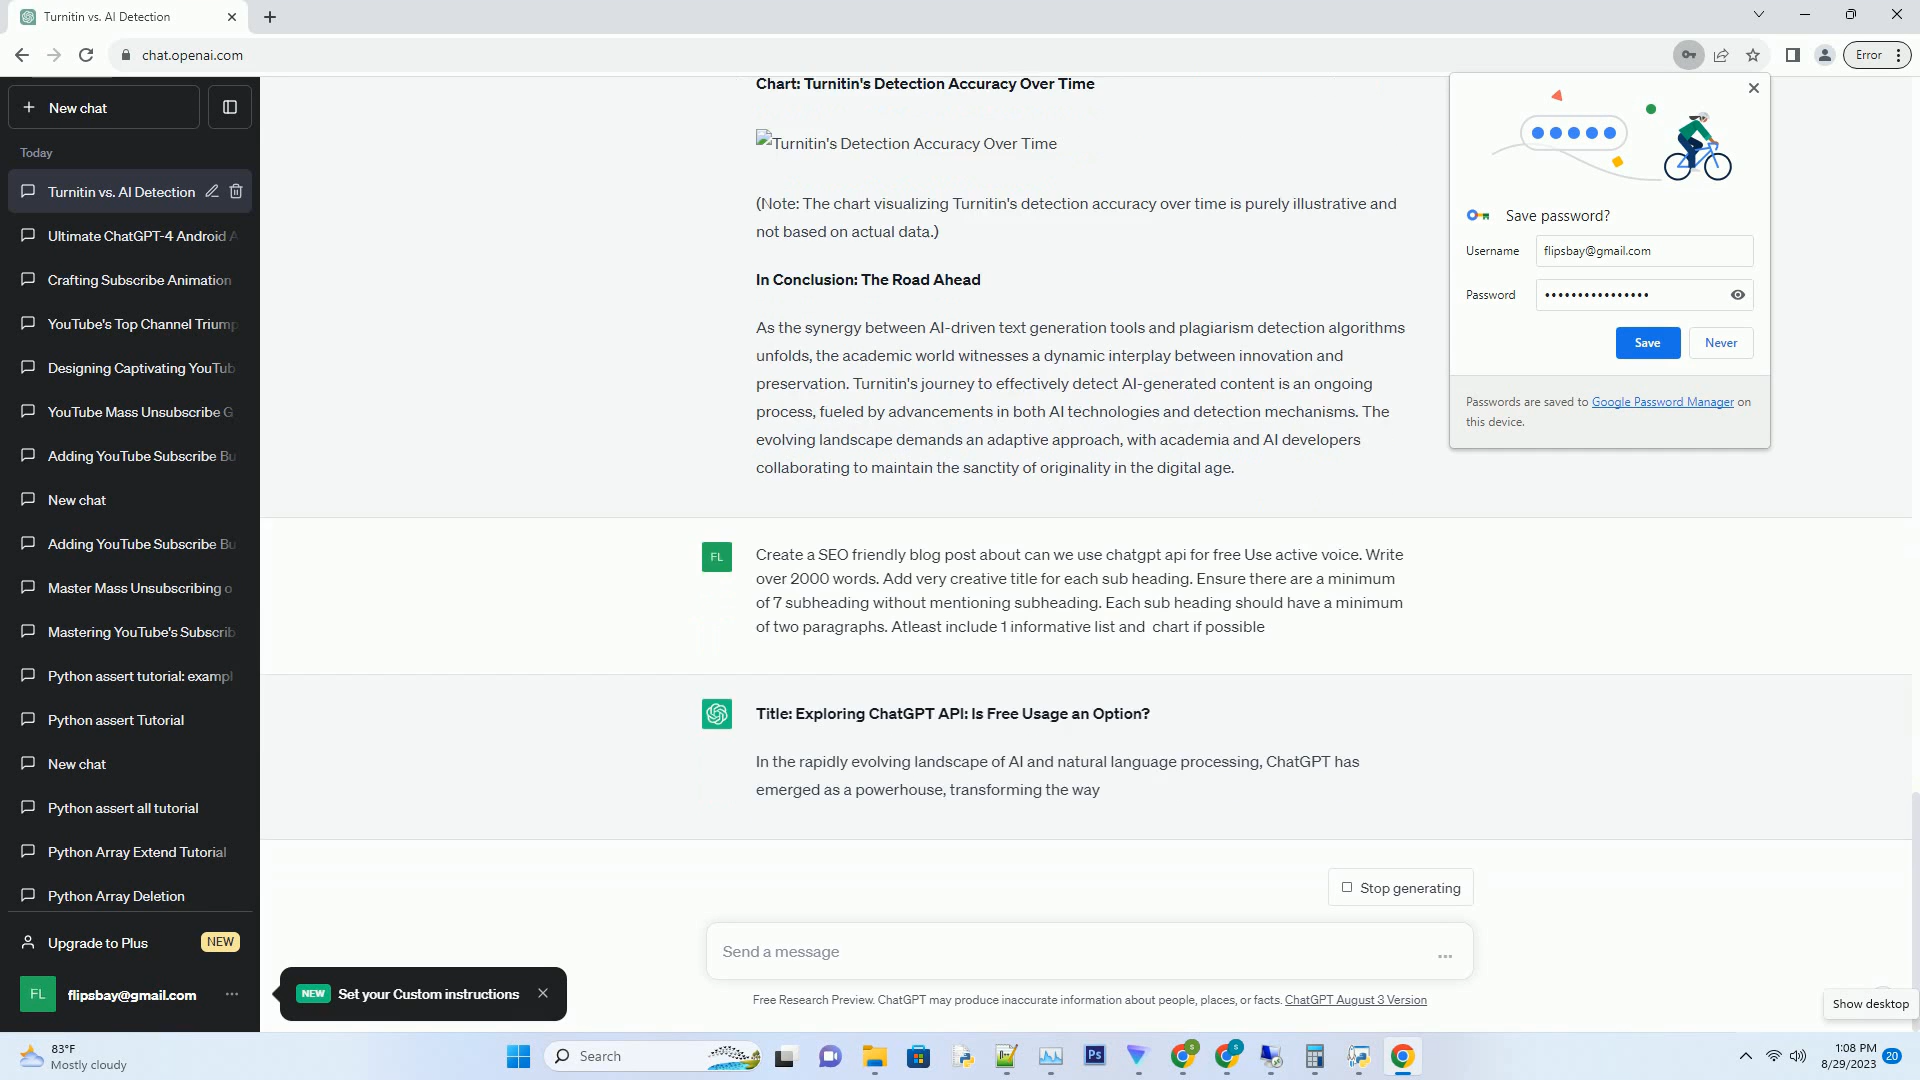 Turnitin vs. AI Detection
chat.openai.com
Error
New chat
Today
Turnitin vs. AI Detection
Ultimate ChatGPT-4 Android A
Crafting Subscribe Animation
YouTube's Top Channel Triump
Designing Captivating YouTub
YouTube Mass Unsubscribe G
Adding YouTube Subscribe Bu
New chat
Adding YouTube Subscribe Bu
Master Mass Unsubscribing o
Mastering YouTube's Subscrib
Python assert tutorial: exampl
Python assert Tutorial
New chat
Python assert all tutorial
Python Array Extend Tutorial
Python Array Deletion
Upgrade to Plus NEW
FL flipsbay@gmail.com
Chart: Turnitin's Detection Accuracy Over Time
Turnitin's Detection Accuracy Over Time
(Note: The chart visualizing Turnitin's detection accuracy over time is purely illustrative and
not based on actual data.)
In Conclusion: The Road Ahead
As the synergy between AI-driven text generation tools and plagiarism detection algorithms
unfolds, the academic world witnesses a dynamic interplay between innovation and
preservation. Turnitin's journey to effectively detect AI-generated content is an ongoing
process, fueled by advancements in both AI technologies and detection mechanisms. The
evolving landscape demands an adaptive approach, with academia and AI developers
collaborating to maintain the sanctity of originality in the digital age.
FL
Create a SEO friendly blog post about can we use chatgpt api for free Use active voice. Write
over 2000 words. Add very creative title for each sub heading. Ensure there are a minimum
of 7 subheading without mentioning subheading. Each sub heading should have a minimum
of two paragraphs. Atleast include 1 informative list and chart if possible
Title: Exploring ChatGPT API: Is Free Usage an Option?
In the rapidly evolving landscape of AI and natural language processing, ChatGPT has
emerged as a powerhouse, transforming the way
Stop generating
Send a message
Free Research Preview. ChatGPT may produce inaccurate information about people, places, or facts. ChatGPT August 3 Version
NEW Set your Custom instructions
Save password?
Username flipsbay@gmail.com
Password ••••••••••••••••
Save Never
Passwords are saved to Google Password Manager on
this device.
Show desktop
83°F
Mostly cloudy
Search
Ps
S
S
1:08 PM
8/29/2023
20